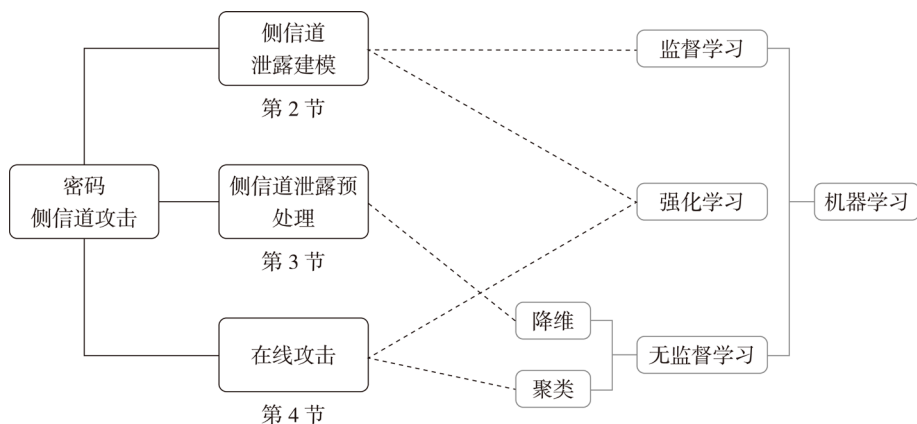 侧信道
泄露建模
第 2 节
监督学习
密码
侧信道攻击
侧信道泄露预
处理
第 3 节
强化学习
机器学习
降维
在线攻击
无监督学习
聚类
第 4 节